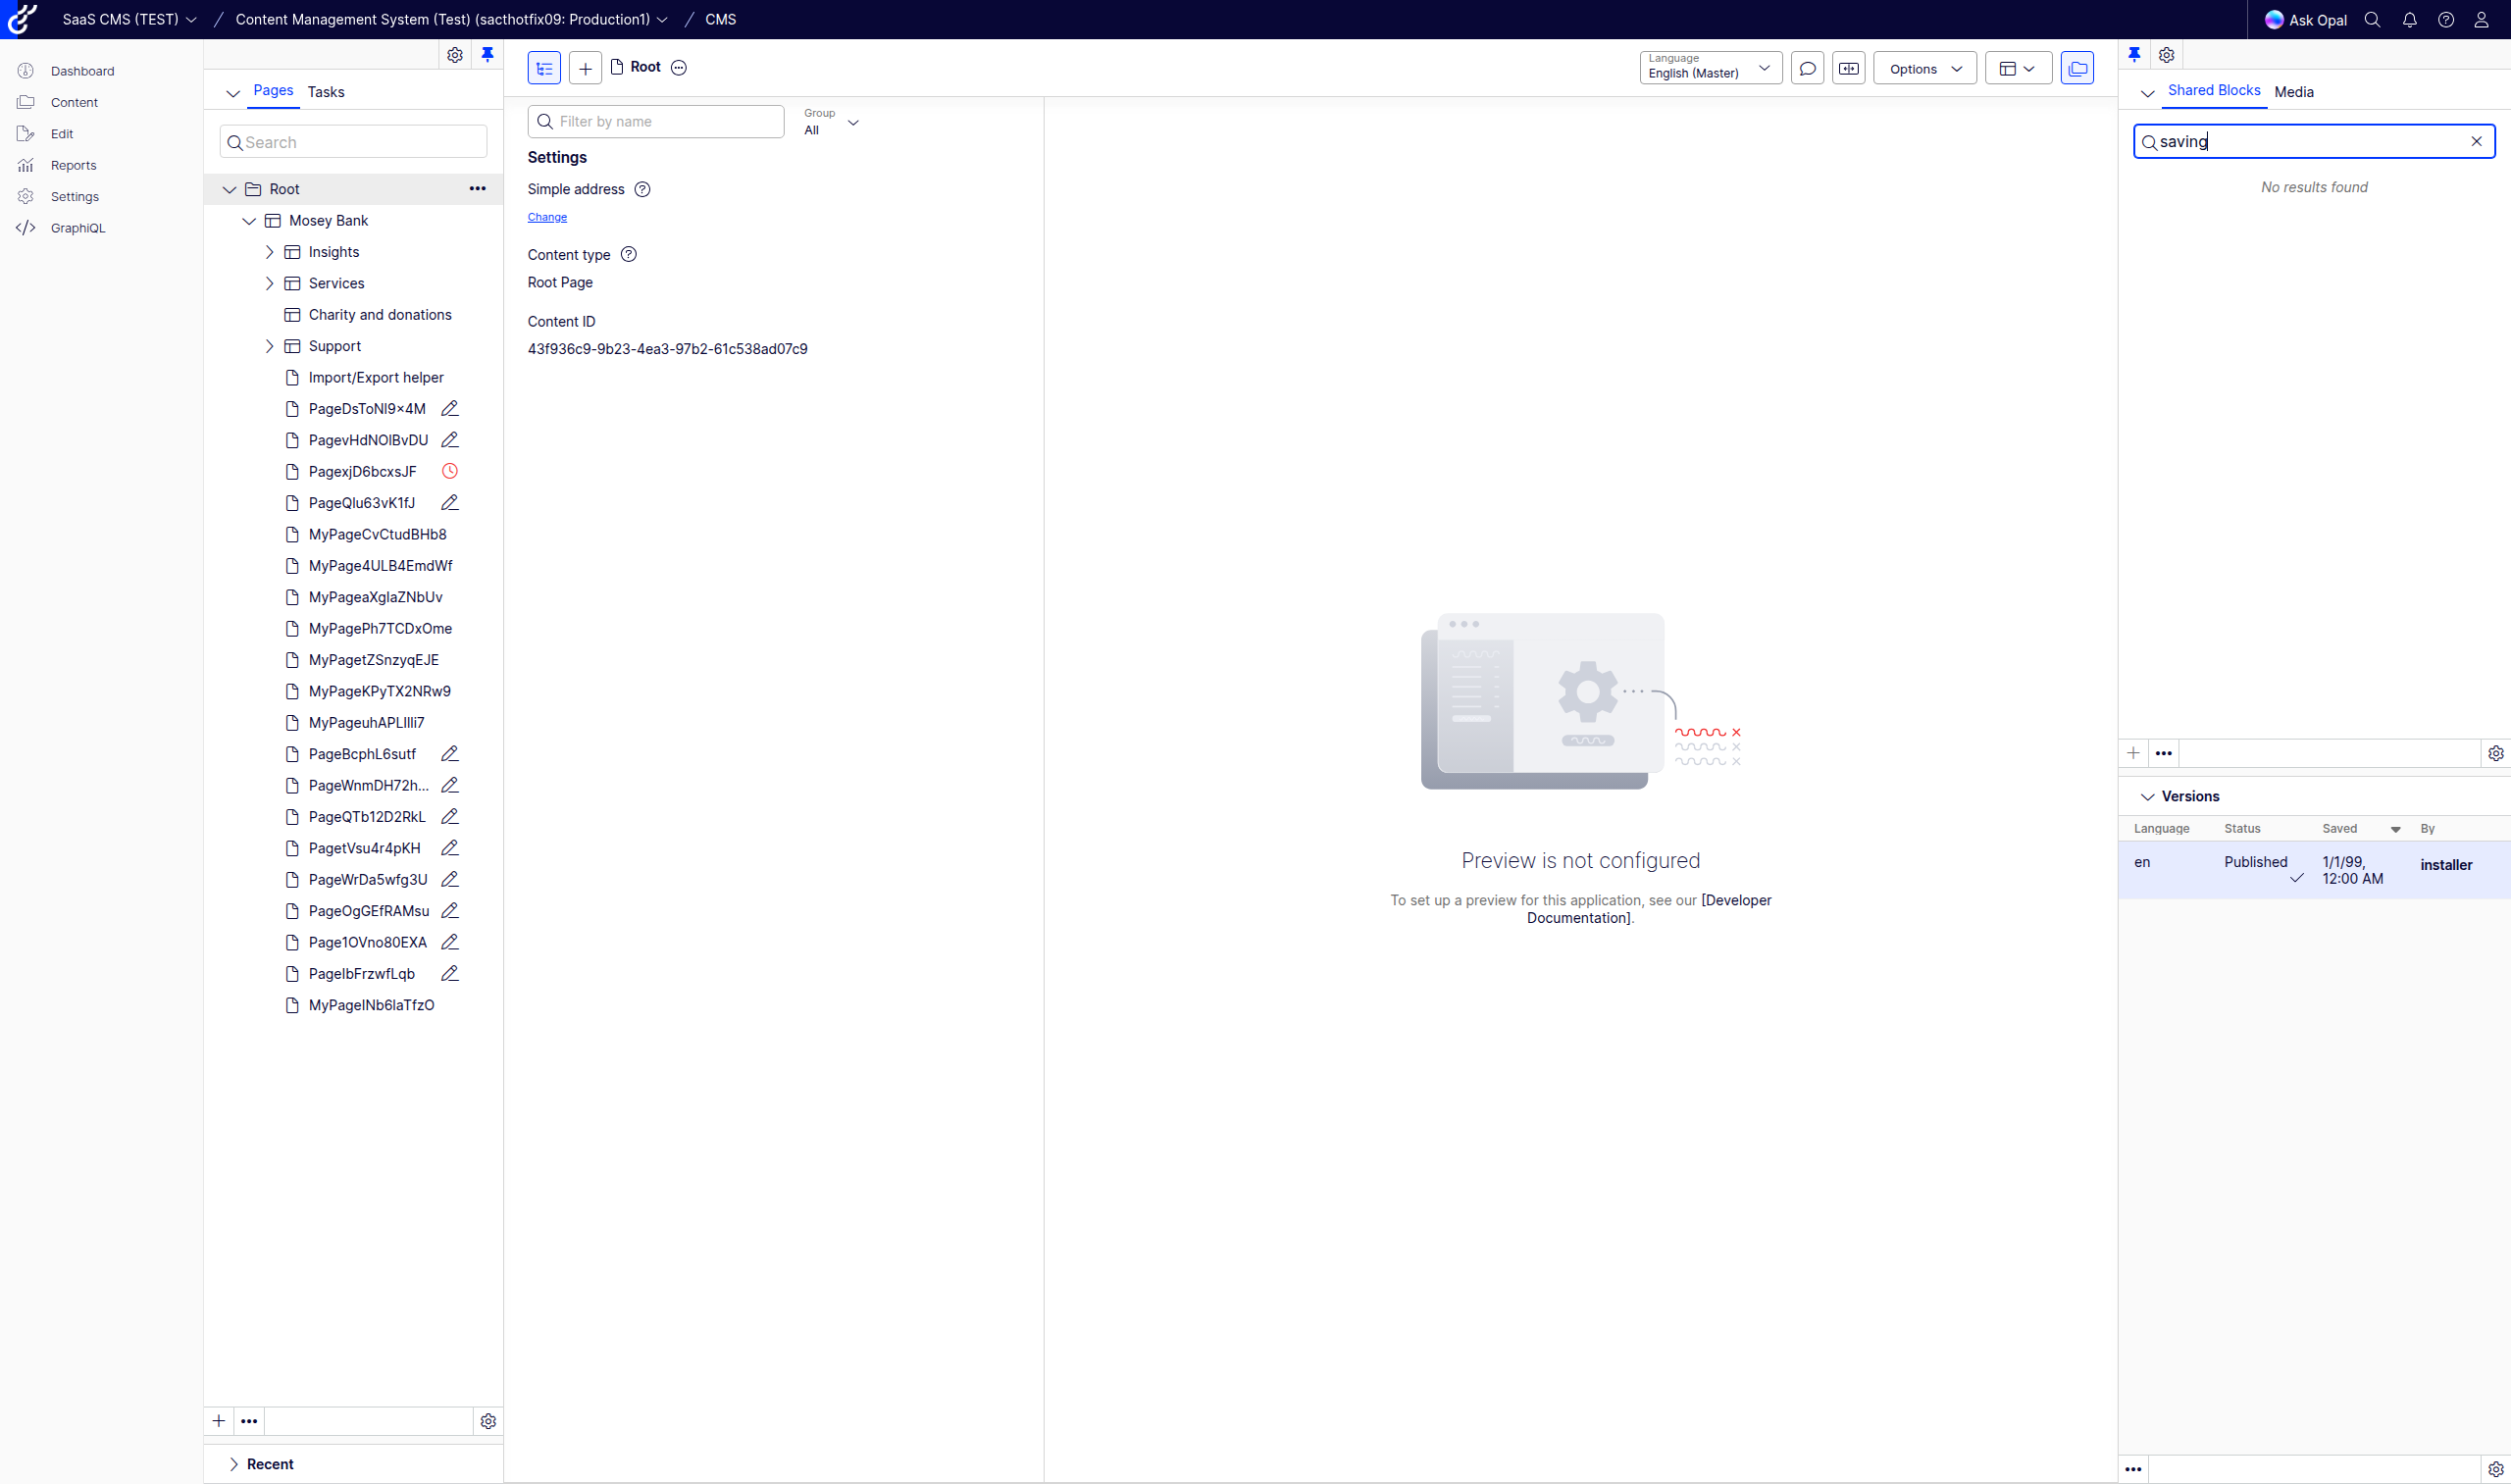 SaaS CMS (TEST) / Content Management System (Test) (sacthotfix09: Production1) / CMS
Ask Opal
Dashboard
Content
Edit
Reports
Settings
GraphiQL
Pages Tasks
Search
Root
Mosey Bank
Insights
Services
Charity and donations
Support
Import/Export helper
PageDsToNl9x4M
PagevHdNOIBvDU
PagexjD6bcxsJF
PageQlu63vK1fJ
MyPageCvCtudBHb8
MyPage4ULB4EmdWf
MyPageaXglaZNbUv
MyPagePh7TCDxOme
MyPagetZSnzyqEJE
MyPageKPyTX2NRw9
MyPageuhAPLIlli7
PageBcphL6sutf
PageWnmDH72h...
PageQTb12D2RkL
PagetVsu4r4pKH
PageWrDa5wfg3U
PageOgGEfRAMsu
Page1OVno80EXA
PageIbFrzwfLqb
MyPageINb6laTfzO
Recent
Root
Language
English (Master)
Options
Filter by name
Group
All
Settings
Simple address
Change
Content type
Root Page
Content ID
43f936c9-9b23-4ea3-97b2-61c538ad07c9
Preview is not configured
To set up a preview for this application, see our [Developer
Documentation].
Shared Blocks Media
saving
No results found
Versions
Language Status Saved By
en Published 1/1/99, 12:00 AM installer